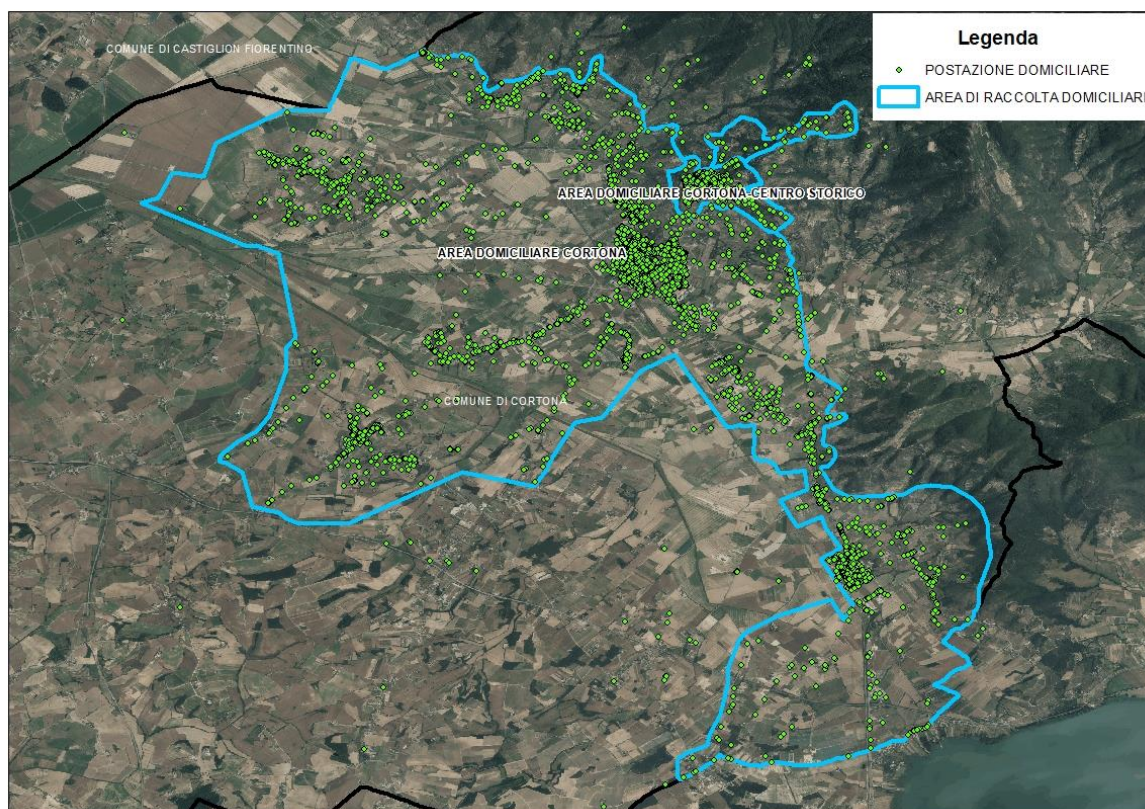 COMUNE DI CASTIGLION FIORENTINO
Legenda
POSTAZIONE DOMICILIARE
AREA DI RACCOLTA DOMICILIARE
AREA DOMICILIARE CORTONA-CENTRO STORICO
AREA DOMICILIARE CORTONA
COMUNE DI CORTONA